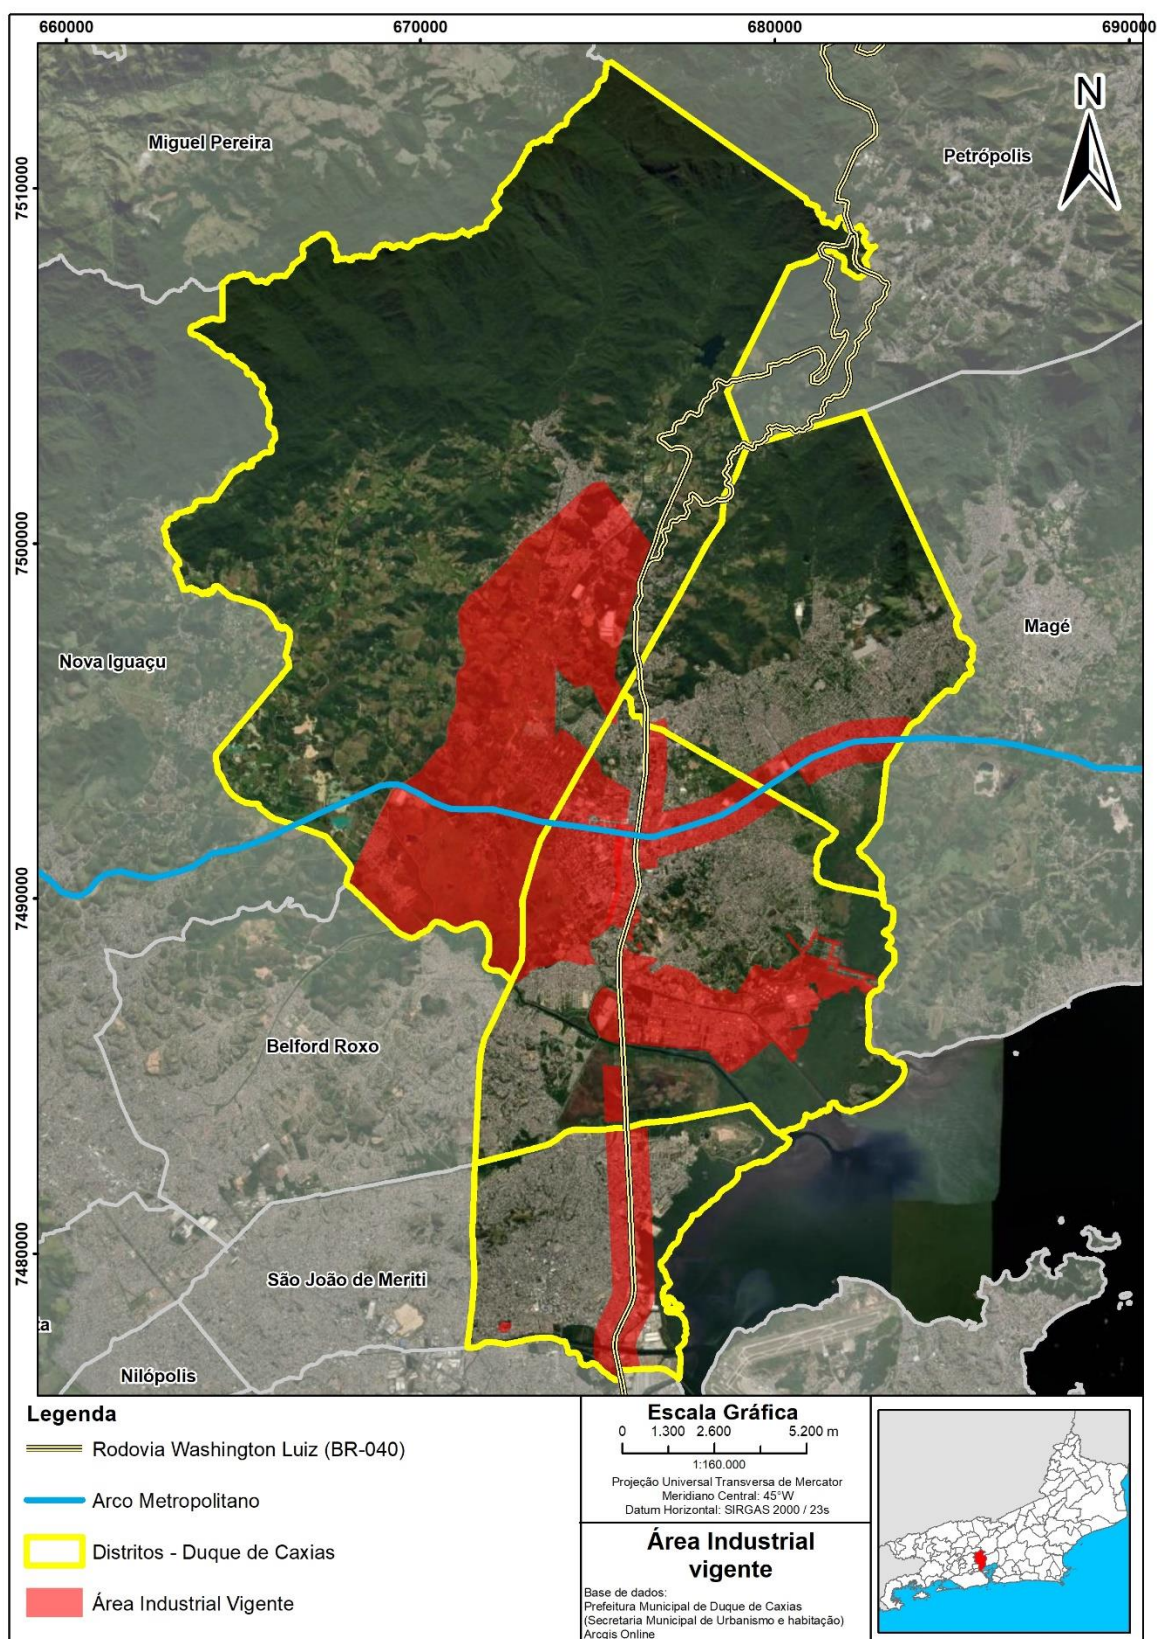 660000
670000
680000
690000
N
Miguel Pereira
Petrópolis
7510000
7500000
Magé
Nova Iguaçu
7490000
Belford Roxo
7480000
São João de Meriti
ta
Nilópolis
Legenda
Rodovia Washington Luiz (BR-040)
Arco Metropolitano
Distritos - Duque de Caxias
Área Industrial Vigente
Escala Gráfica
0 1.300 2.600 5.200 m
1:160.000
Projeção Universal Transversa de Mercator
Meridiano Central: 45°W
Datum Horizontal: SIRGAS 2000 / 23s
Área Industrial
vigente
Base de dados:
Prefeitura Municipal de Duque de Caxias
(Secretaria Municipal de Urbanismo e habitação)
Arcgis Online